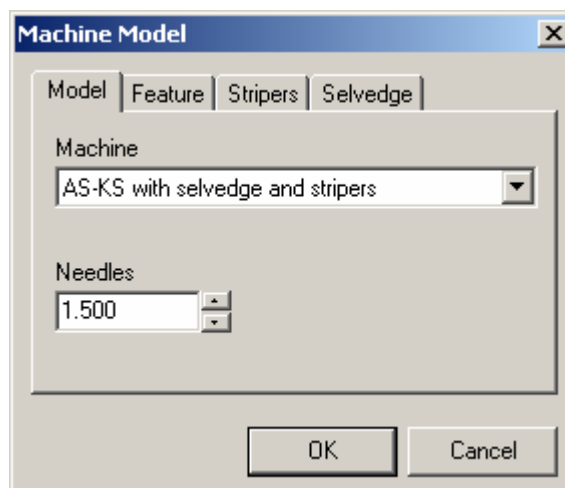 Machine Model
Model Feature Stripers Selvedge
Machine
AS-KS with selvedge and stripers
Needles
1.500
OK Cancel